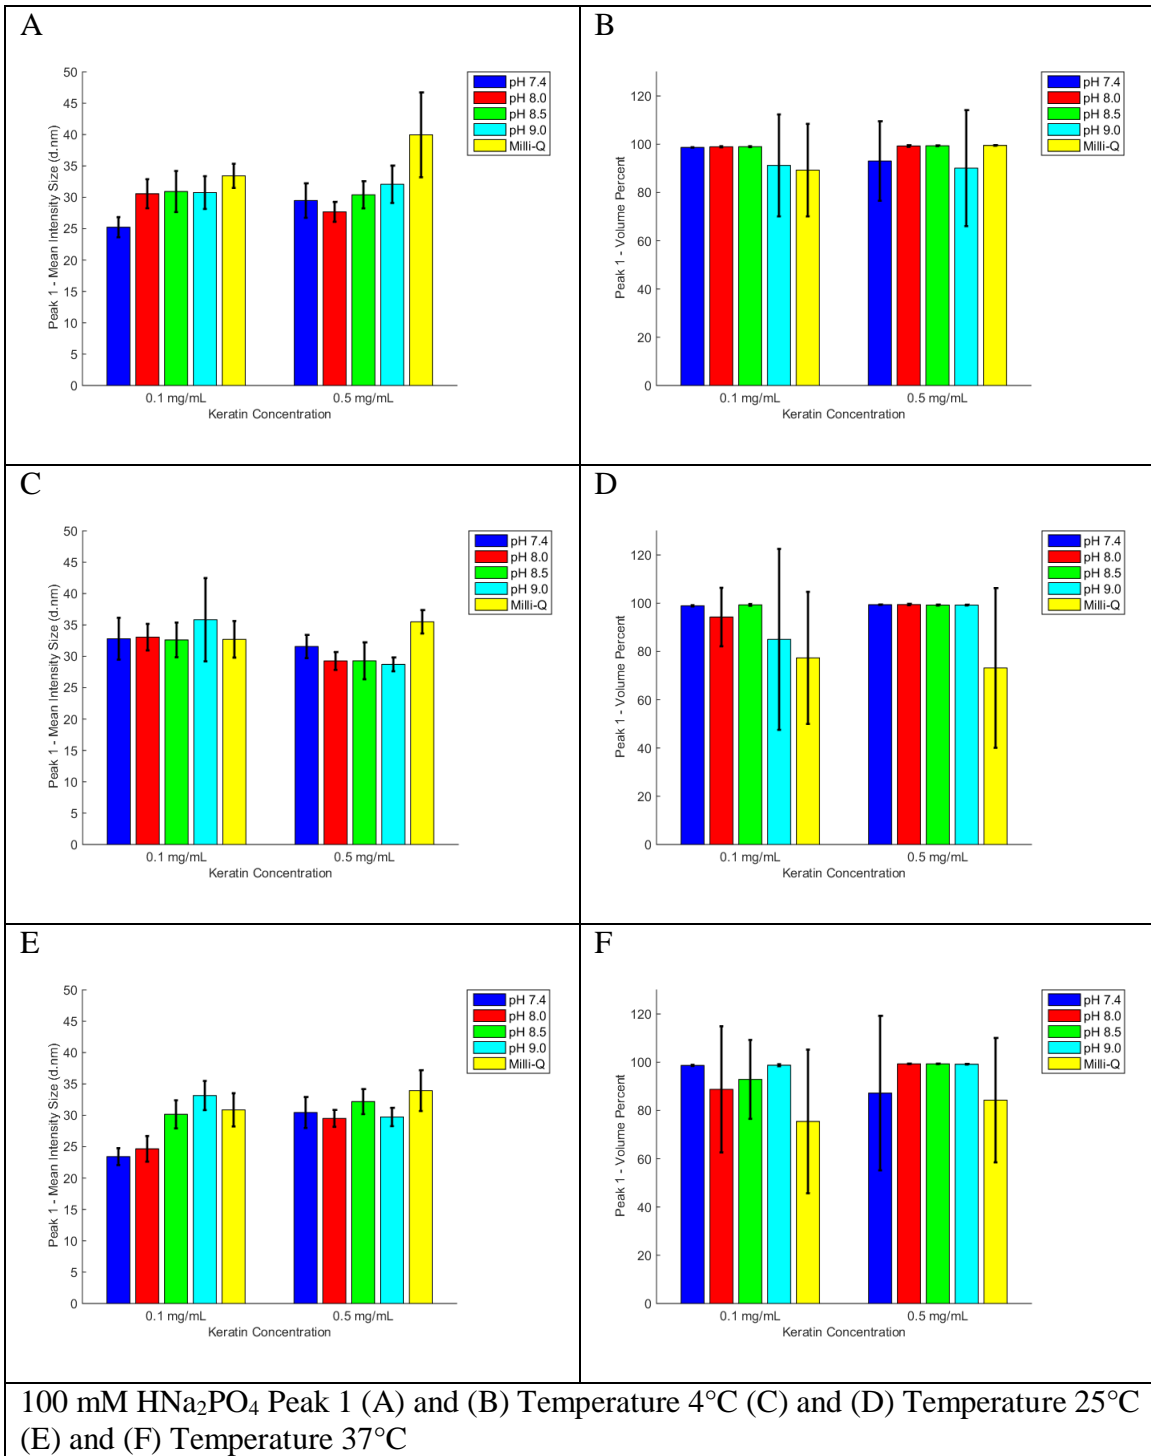 A
50
45
40
35
30
25
20
15
10
5
0
Peak 1 - Mean Intensity Size (d.nm)
0.1 mg/mL 0.5 mg/mL
Keratin Concentration
pH 7.4
pH 8.0
pH 8.5
pH 9.0
Milli-Q
B
120
100
80
60
40
20
0
Peak 1 - Volume Percent
0.1 mg/mL 0.5 mg/mL
Keratin Concentration
pH 7.4
pH 8.0
pH 8.5
pH 9.0
Milli-Q
C
50
45
40
35
30
25
20
15
10
5
0
Peak 1 - Mean Intensity Size (d.nm)
0.1 mg/mL 0.5 mg/mL
Keratin Concentration
pH 7.4
pH 8.0
pH 8.5
pH 9.0
Milli-Q
D
120
100
80
60
40
20
0
Peak 1 - Volume Percent
0.1 mg/mL 0.5 mg/mL
Keratin Concentration
pH 7.4
pH 8.0
pH 8.5
pH 9.0
Milli-Q
E
50
45
40
35
30
25
20
15
10
5
0
Peak 1 - Mean Intensity Size (d.nm)
0.1 mg/mL 0.5 mg/mL
Keratin Concentration
pH 7.4
pH 8.0
pH 8.5
pH 9.0
Milli-Q
F
120
100
80
60
40
20
0
Peak 1 - Volume Percent
0.1 mg/mL 0.5 mg/mL
Keratin Concentration
pH 7.4
pH 8.0
pH 8.5
pH 9.0
Milli-Q
100 mM HNa₂PO₄ Peak 1 (A) and (B) Temperature 4°C (C) and (D) Temperature 25°C
(E) and (F) Temperature 37°C